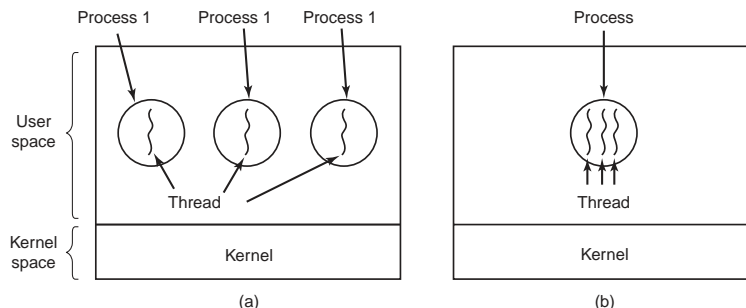 Process 1 Process 1 Process 1 Process
User
space
Thread Thread
Kernel
space
Kernel Kernel
(a) (b)